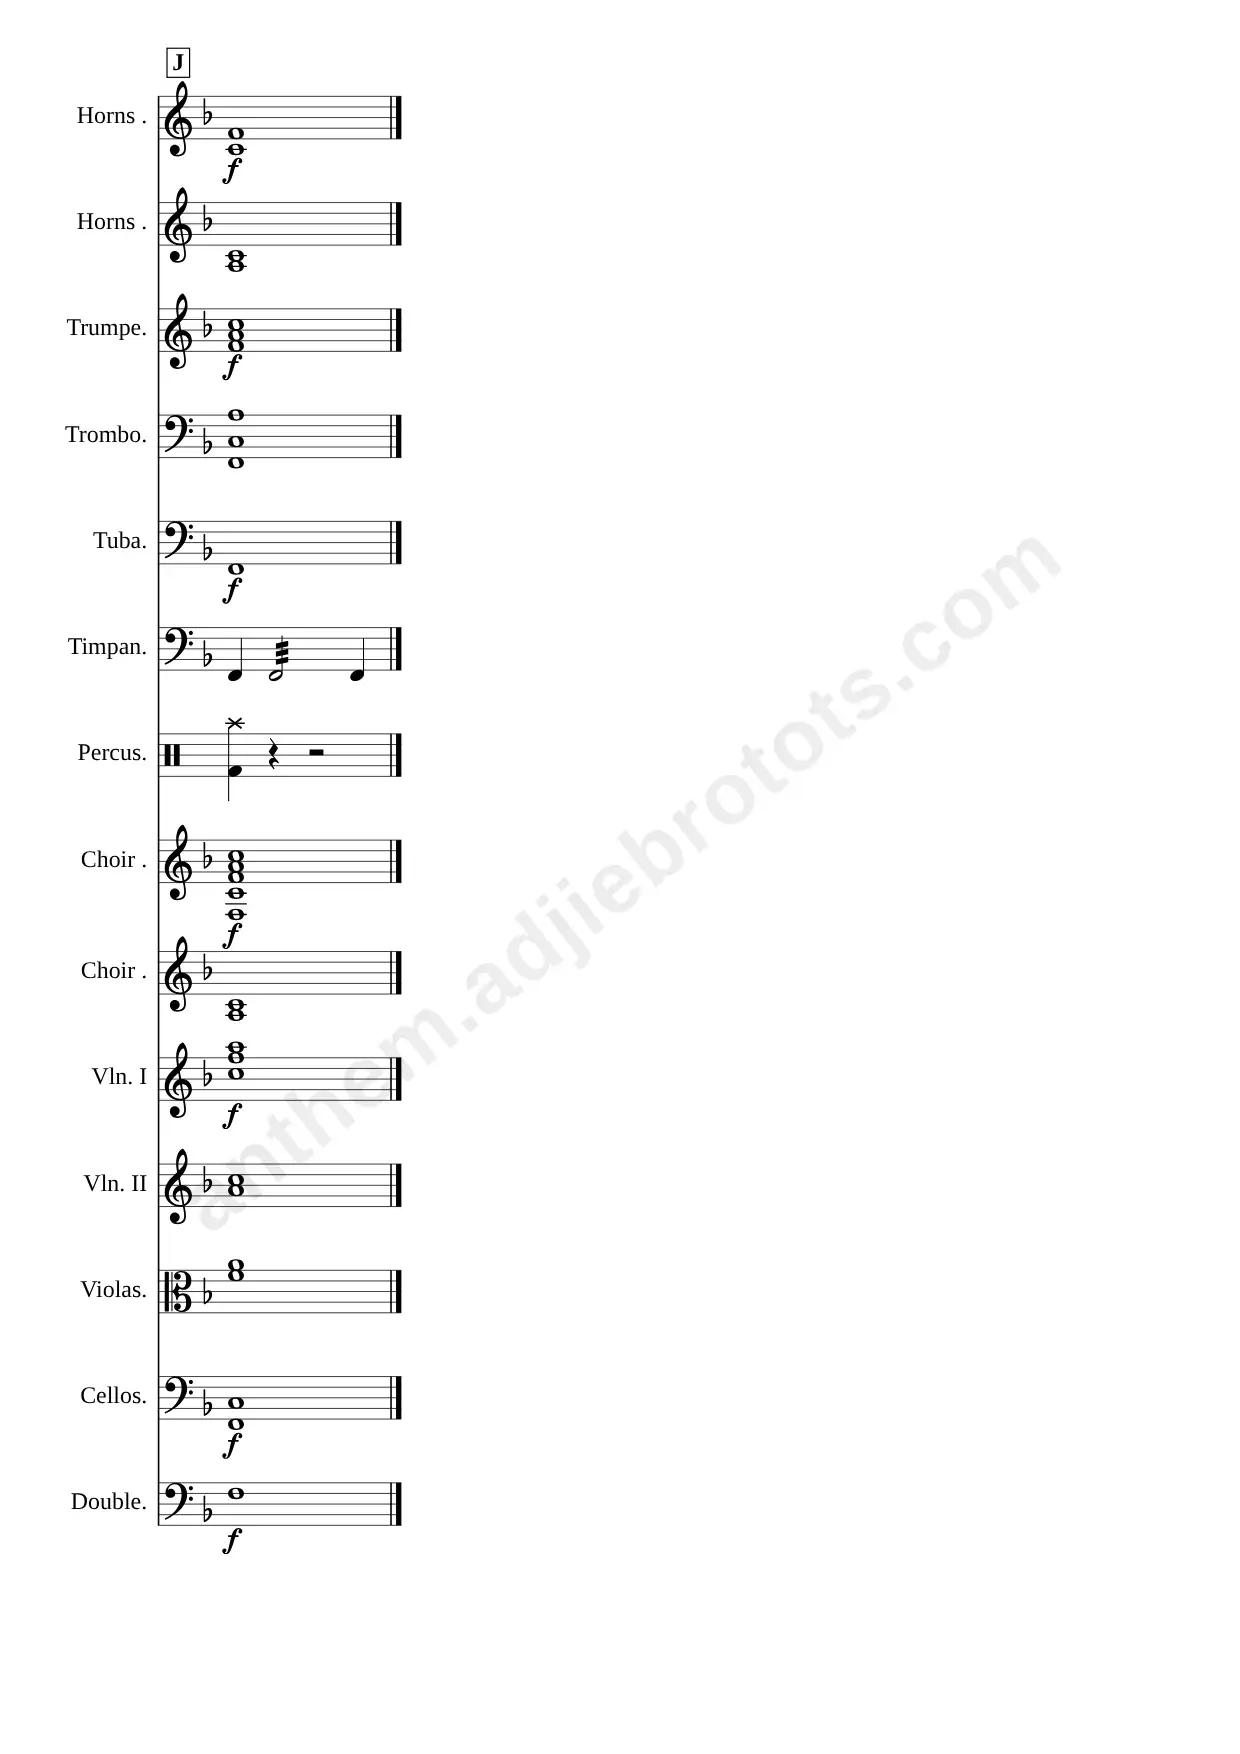 J
Horns .
f
Horns .
Trumpe.
f
Trombo.
Tuba.
f
Timpan.
Percus.
Choir .
f
Choir .
Vln. I
f
Vln. II
Violas.
Cellos.
f
Double.
f
anthem.adjiebrotots.com